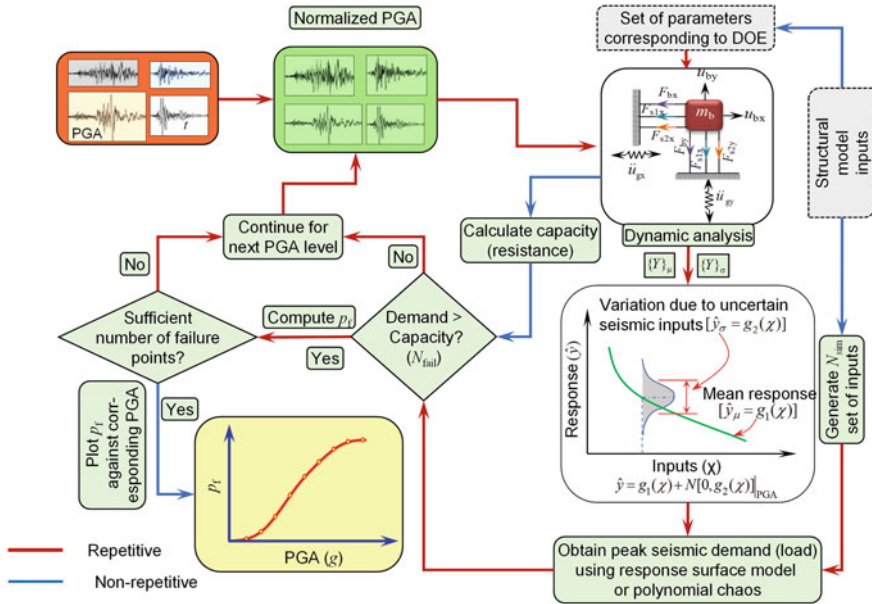 Normalized PGA
Set of parameters
corresponding to DOE
PGA
t
u_by
F_bx
F_s1x
F_s2x
m_b
u_bx
F_by
F_s1x
F_s2y
ü_gx
ü_gy
Structural
model
inputs
Continue for
next PGA level
Calculate capacity
(resistance)
Dynamic analysis
No
No
{Y}_μ
{Y}_σ
Sufficient
number of failure
points?
Compute p_f
Yes
Demand >
Capacity?
(N_fail)
Variation due to uncertain
seismic inputs [ŷ_σ = g_2(χ)]
Mean response
[ŷ_μ = g_1(χ)]
Response (ŷ)
Inputs (χ)
ŷ = g_1(χ) + N[0, g_2(χ)]|_PGA
Generate N_sim
set of inputs
Yes
Plot p_f
against corr-
esponding PGA
p_f
PGA (g)
Obtain peak seismic demand (load)
using response surface model
or polynomial chaos
Repetitive
Non-repetitive